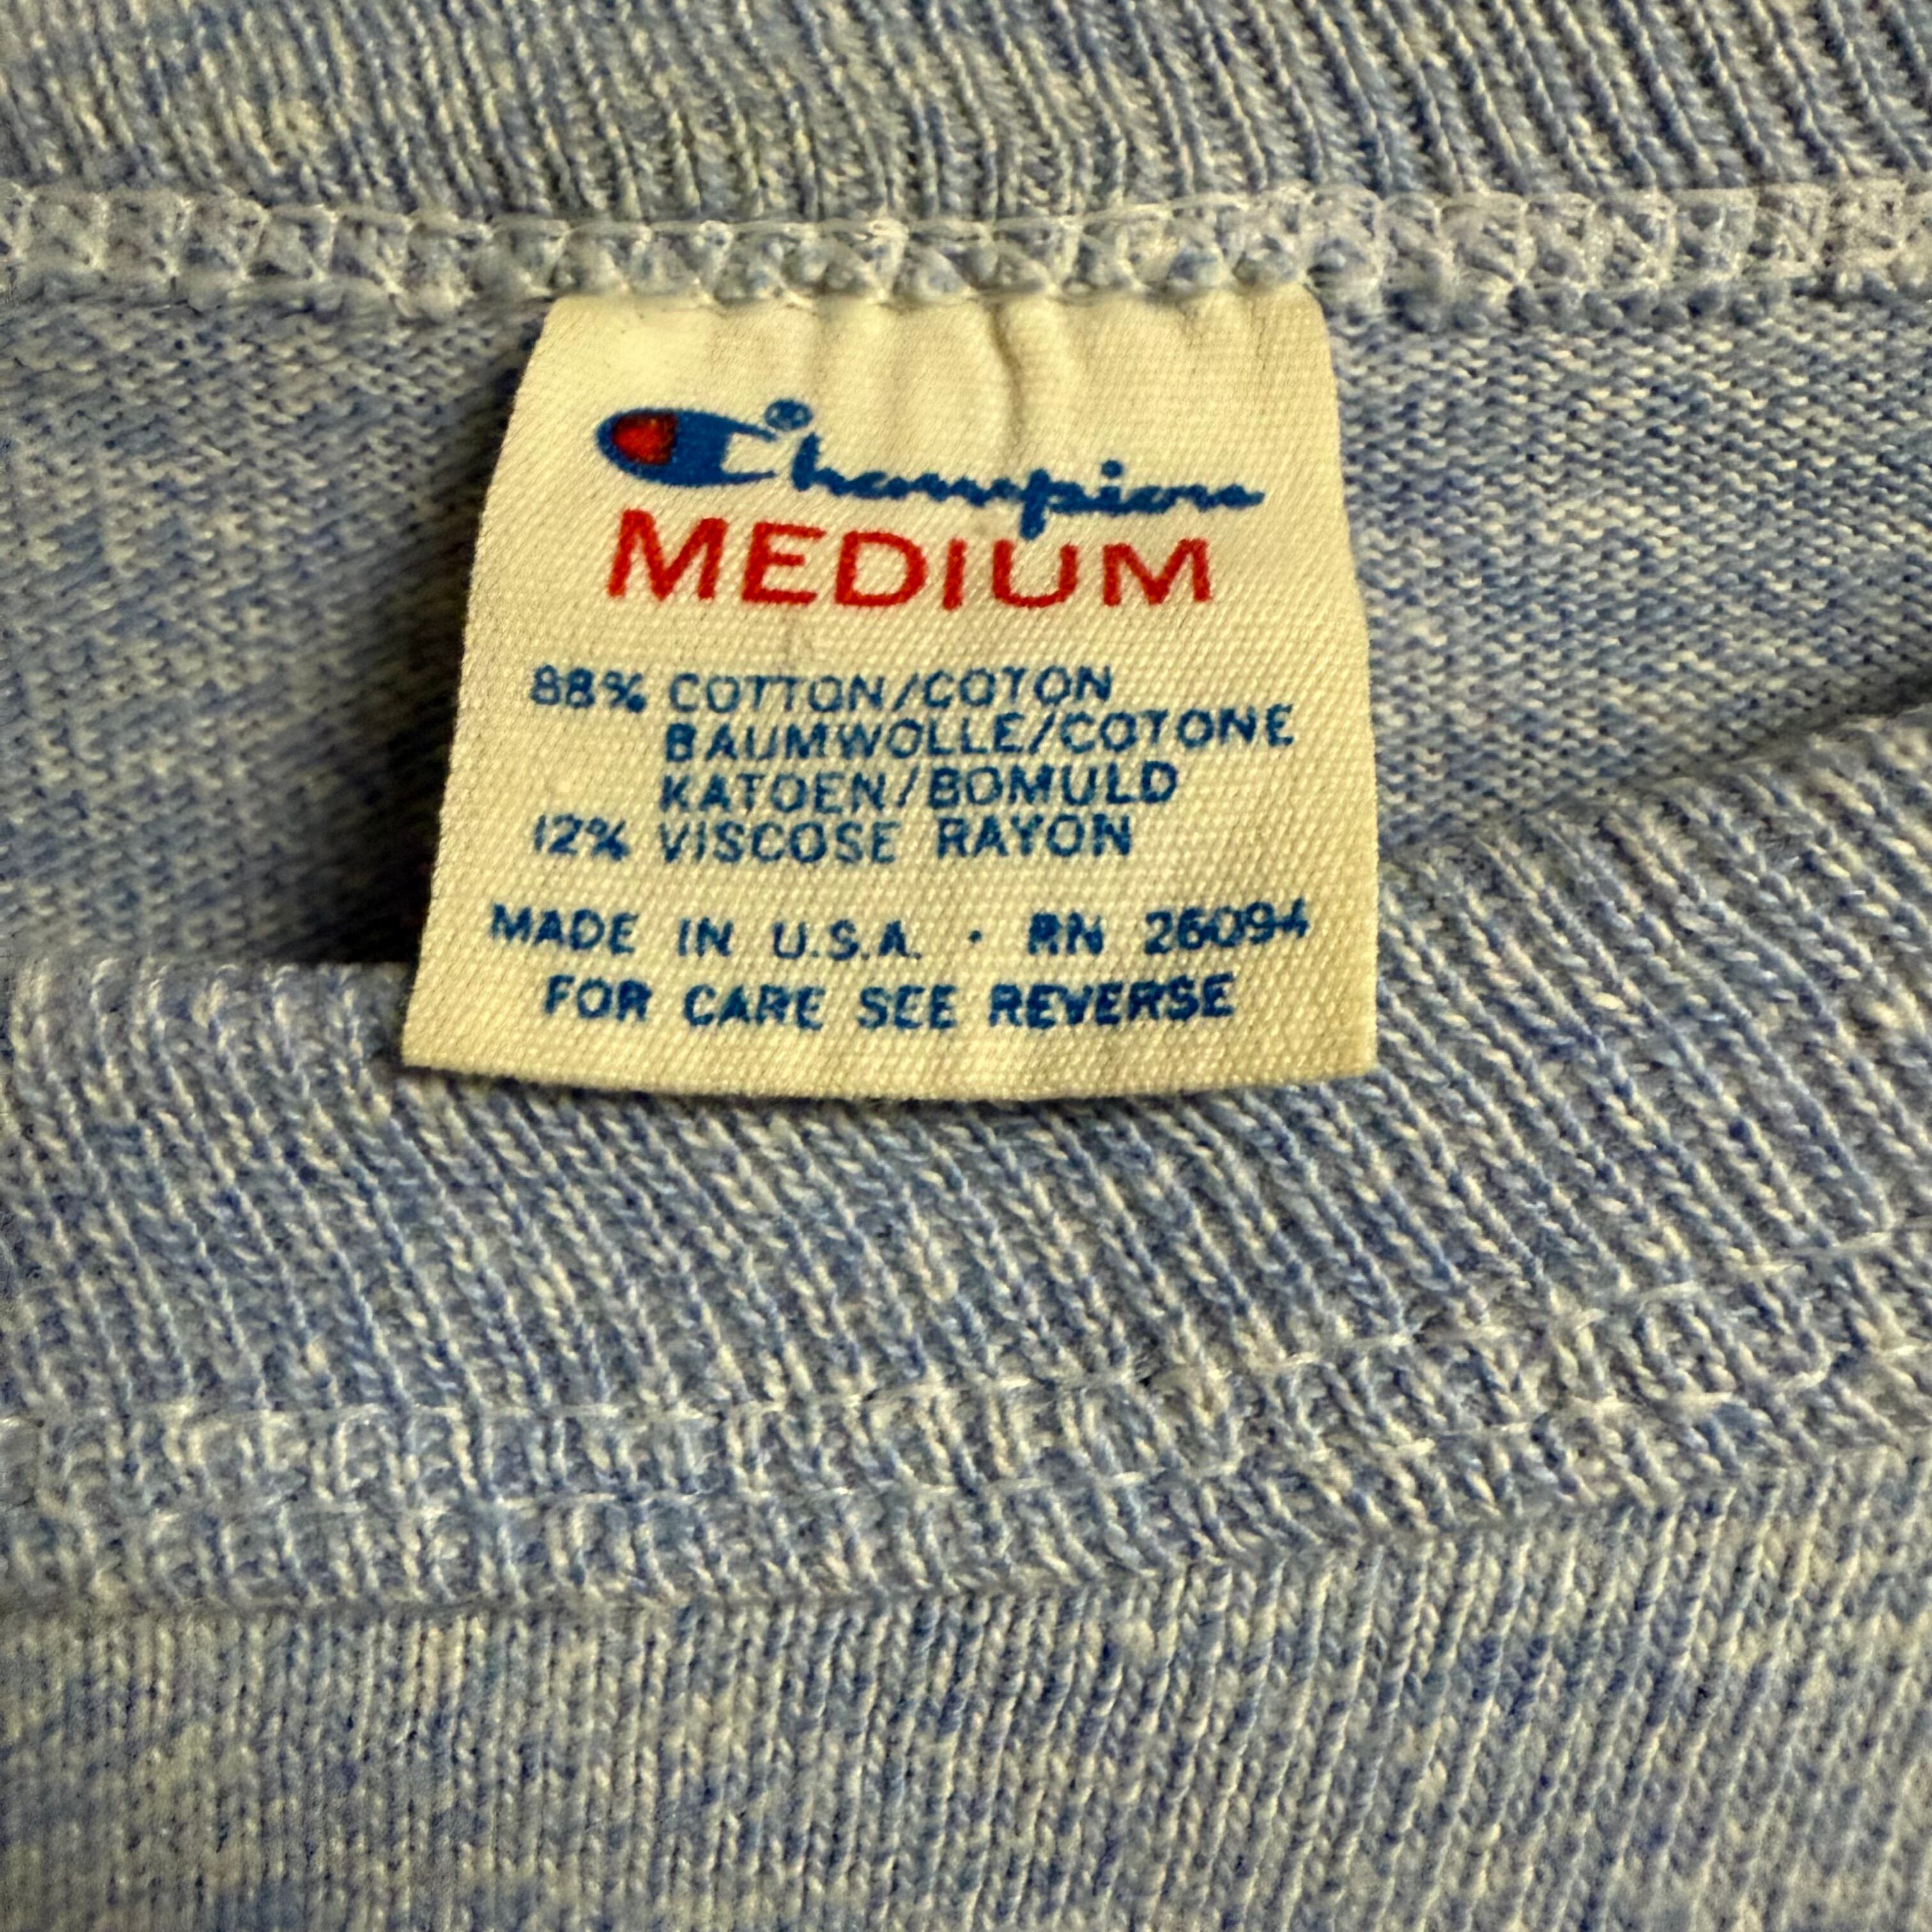 Champion®
MEDIUM
88% COTTON/COTON
BAUMWOLLE/COTONE
KATOEN/BOMULD
12% VISCOSE RAYON
MADE IN U.S.A. · RN 26094
FOR CARE SEE REVERSE